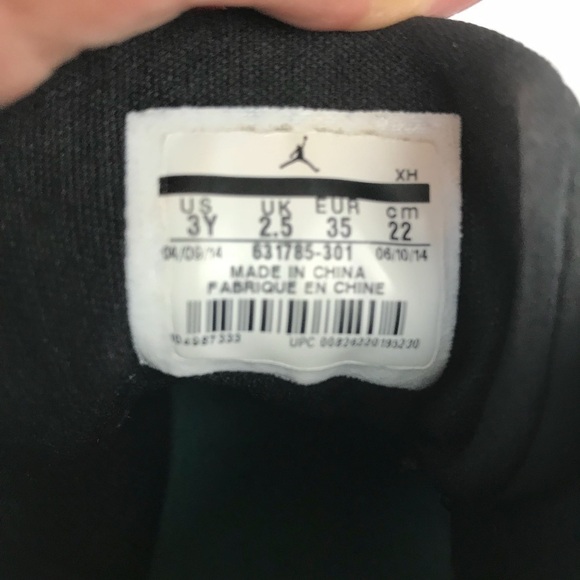 XH
US UK EUR cm
3Y 2.5 35 22
04/09/14 631785-301 06/10/14
MADE IN CHINA
FABRIQUE EN CHINE
UPC